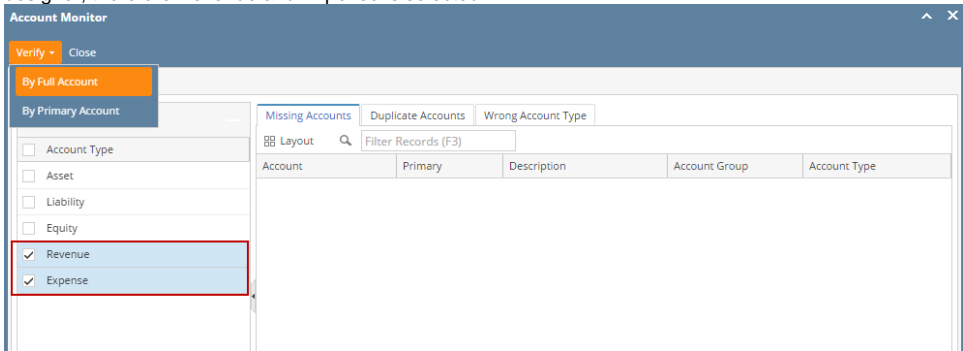 Account Monitor
Verify Close
By Full Account
By Primary Account
Missing Accounts Duplicate Accounts Wrong Account Type
Layout Filter Records (F3)
Account Type
Account Primary Description Account Group Account Type
Asset
Liability
Equity
Revenue
Expense